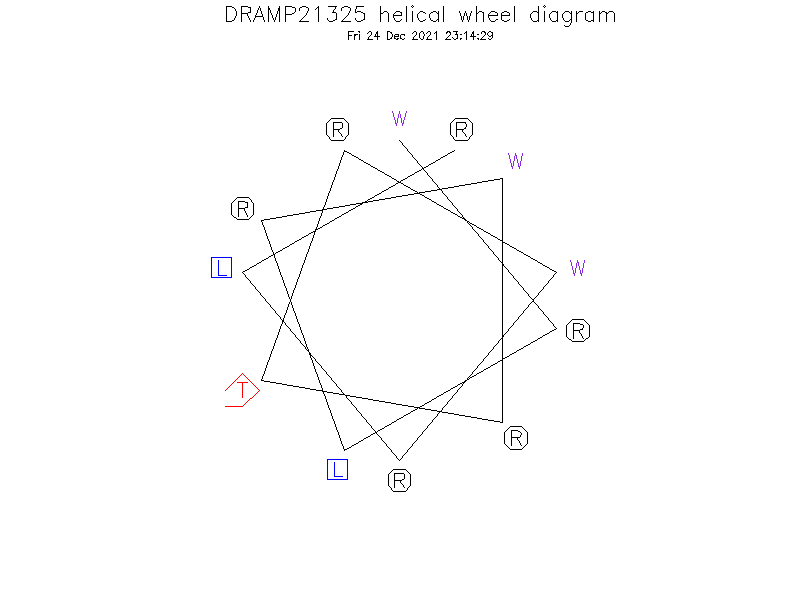 DRAMP21325 helical wheel diagram
Fri 24 Dec 2021 23:14:29
R W R
W
R
L W
R
T
R
L R